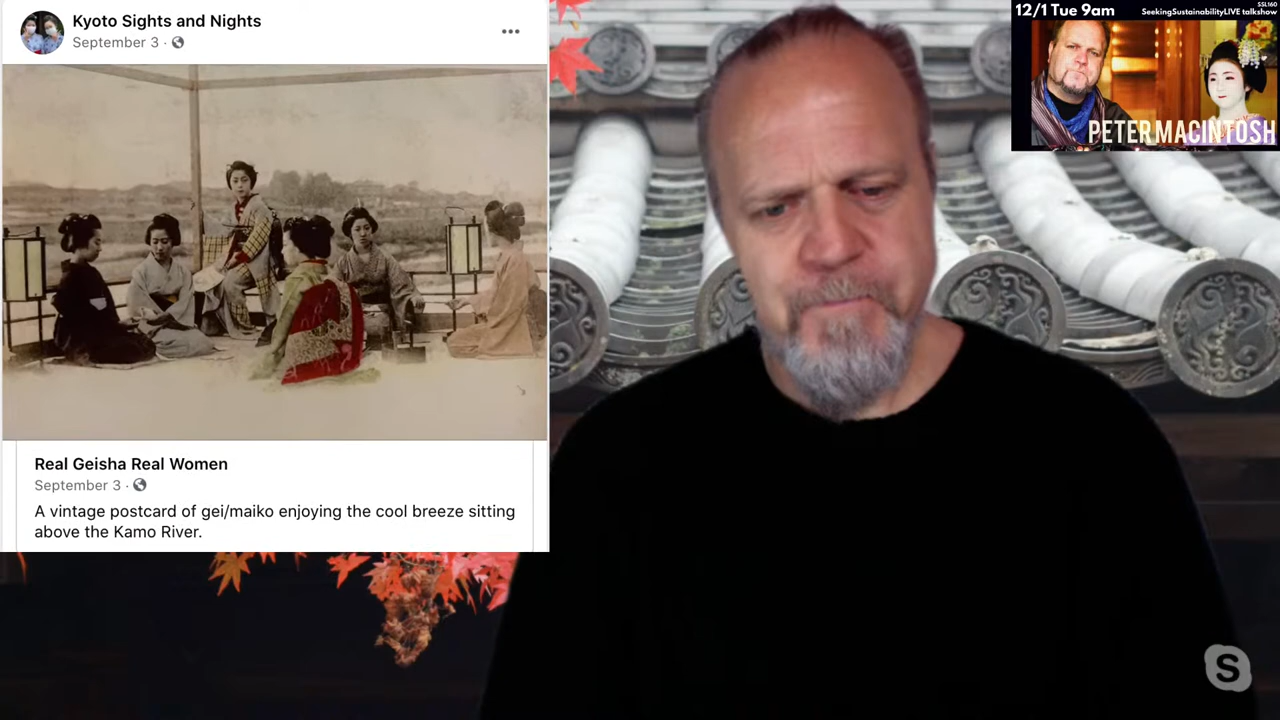 Kyoto Sights and Nights
September 3 ·
Real Geisha Real Women
September 3 ·
A vintage postcard of gei/maiko enjoying the cool breeze sitting
above the Kamo River.
12/1 Tue 9am
SSL160
SeekingSustainabilityLIVE talkshow
PETER MACINTOSH
S